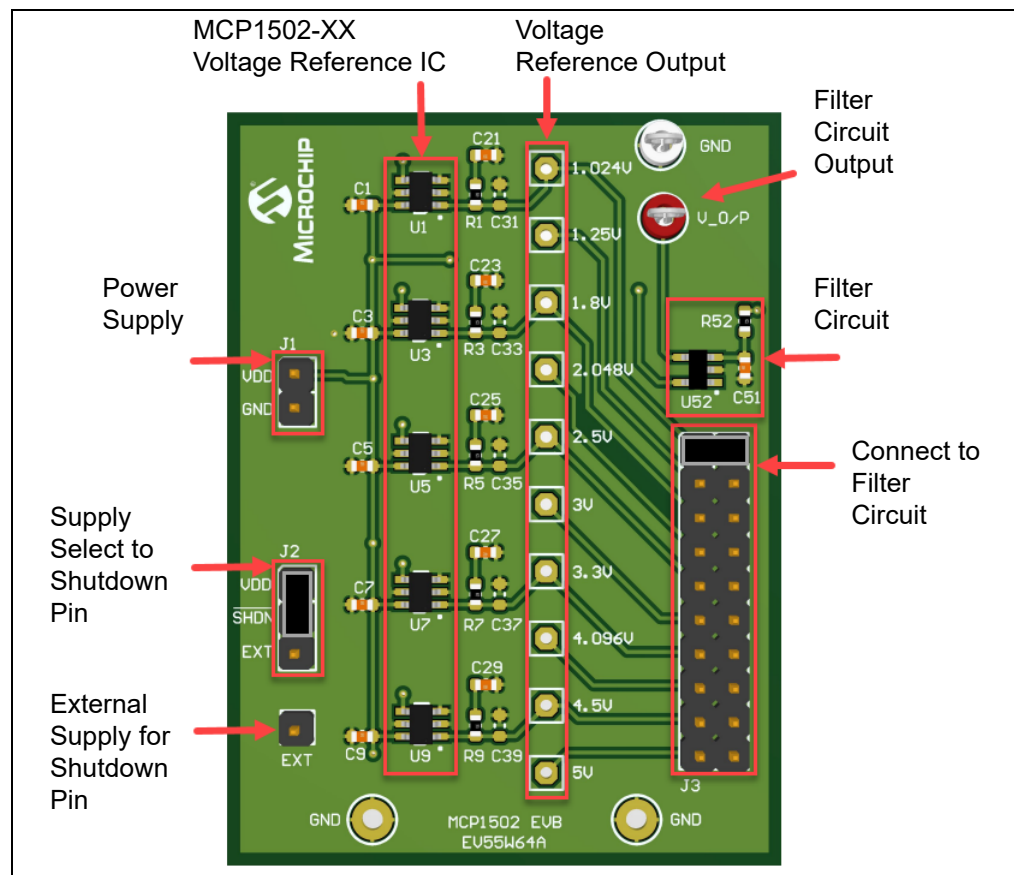 MCP1502-XX
Voltage Reference IC
Voltage
Reference Output
Filter
Circuit
Output
MICROCHIP
C21
GND
1.024V
C1
U1
R1 C31
V_O/P
1.25V
C23
Power
Supply
1.8V
Filter
Circuit
C3
U3
R3 C33
R52
J1
VDD
2.048V
U52
C51
GND
C25
2.5V
C5
U5
R5 C35
Connect to
Filter
Circuit
3V
Supply
Select to
Shutdown
Pin
J2
C27
3.3V
VDD
C7
SHDN
U7
R7 C37
4.096V
EXT
C29
External
Supply for
Shutdown
Pin
4.5V
C9
U9
R9 C39
EXT
5V
J3
GND
MCP1502 EVB
EV55W64A
GND